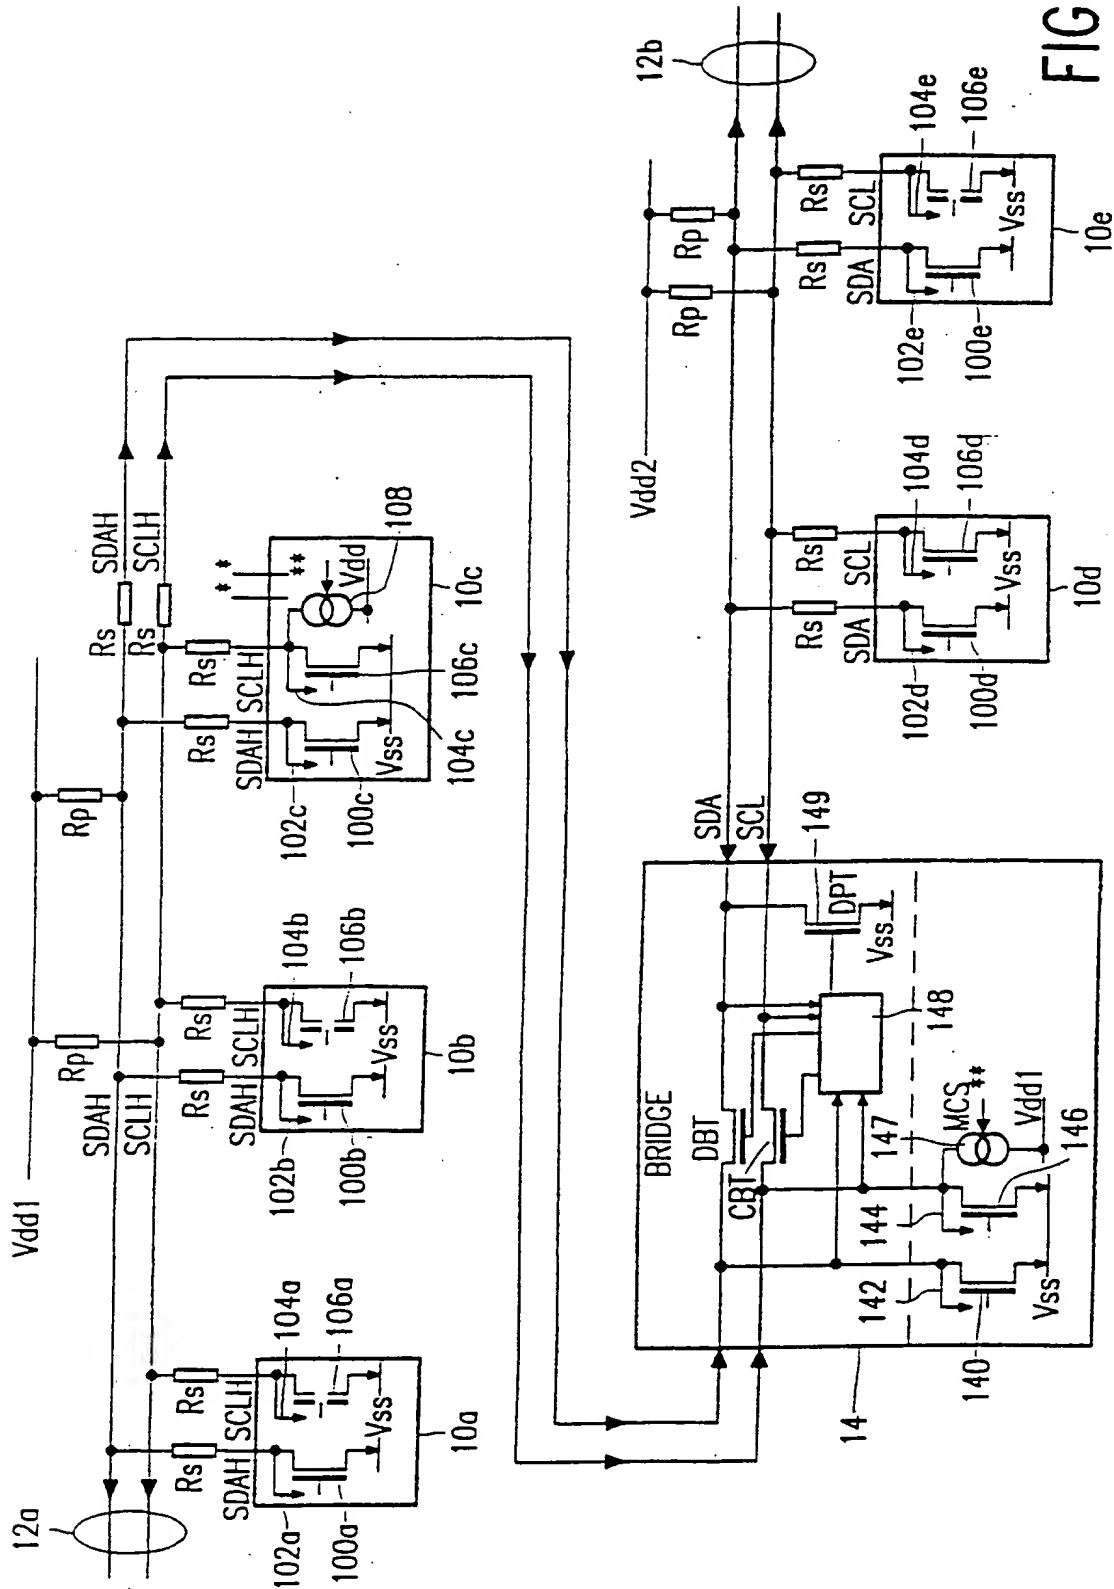 12a
Vdd1
SDAH
SCLH
Rp
Rp
Rs
SDAH
Rs
SCLH
Rs
SDAH
Rs
SCLH
102a
100a
104a
106a
Vss
10a
Rs
SDAH
Rs
SCLH
102b
100b
104b
106b
Vss
10b
Rs
SDAH
Rs
SCLH
102c
100c
104c
106c
Vss
*
*
**
Vdd
108
10c
BRIDGE
DBT
CBT
SDA
SCL
DPT
149
Vss
148
142
144
147
MCS
**
Vdd1
146
140
Vss
14
Vdd2
Rp
Rp
12b
Rs
SDA
Rs
SCL
102d
100d
104d
106d
Vss
10d
Rs
SDA
Rs
SCL
102e
100e
104e
106e
Vss
10e
FIG